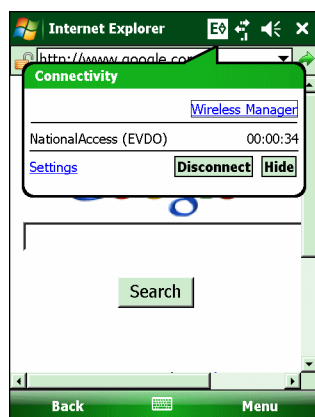 Internet Explorer
E
http://www.google.co
Connectivity
Wireless Manager
NationalAccess (EVDO) 00:00:34
Settings Disconnect Hide
Search
Back Menu